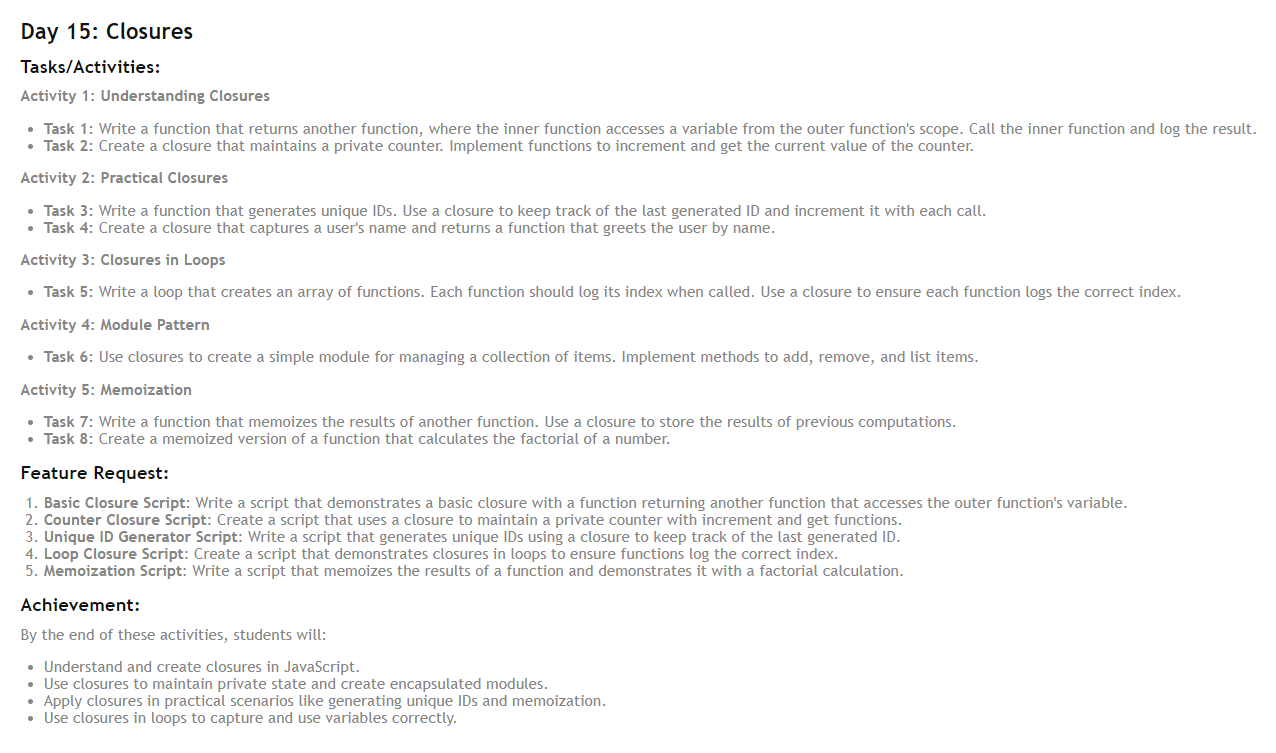 Day 15: Closures
Tasks/Activities:
Activity 1: Understanding Closures
• Task 1: Write a function that returns another function, where the inner function accesses a variable from the outer function's scope. Call the inner function and log the result.
• Task 2: Create a closure that maintains a private counter. Implement functions to increment and get the current value of the counter.
Activity 2: Practical Closures
• Task 3: Write a function that generates unique IDs. Use a closure to keep track of the last generated ID and increment it with each call.
• Task 4: Create a closure that captures a user's name and returns a function that greets the user by name.
Activity 3: Closures in Loops
• Task 5: Write a loop that creates an array of functions. Each function should log its index when called. Use a closure to ensure each function logs the correct index.
Activity 4: Module Pattern
• Task 6: Use closures to create a simple module for managing a collection of items. Implement methods to add, remove, and list items.
Activity 5: Memoization
• Task 7: Write a function that memoizes the results of another function. Use a closure to store the results of previous computations.
• Task 8: Create a memoized version of a function that calculates the factorial of a number.
Feature Request:
1. Basic Closure Script: Write a script that demonstrates a basic closure with a function returning another function that accesses the outer function's variable.
2. Counter Closure Script: Create a script that uses a closure to maintain a private counter with increment and get functions.
3. Unique ID Generator Script: Write a script that generates unique IDs using a closure to keep track of the last generated ID.
4. Loop Closure Script: Create a script that demonstrates closures in loops to ensure functions log the correct index.
5. Memoization Script: Write a script that memoizes the results of a function and demonstrates it with a factorial calculation.
Achievement:
By the end of these activities, students will:
• Understand and create closures in JavaScript.
• Use closures to maintain private state and create encapsulated modules.
• Apply closures in practical scenarios like generating unique IDs and memoization.
• Use closures in loops to capture and use variables correctly.